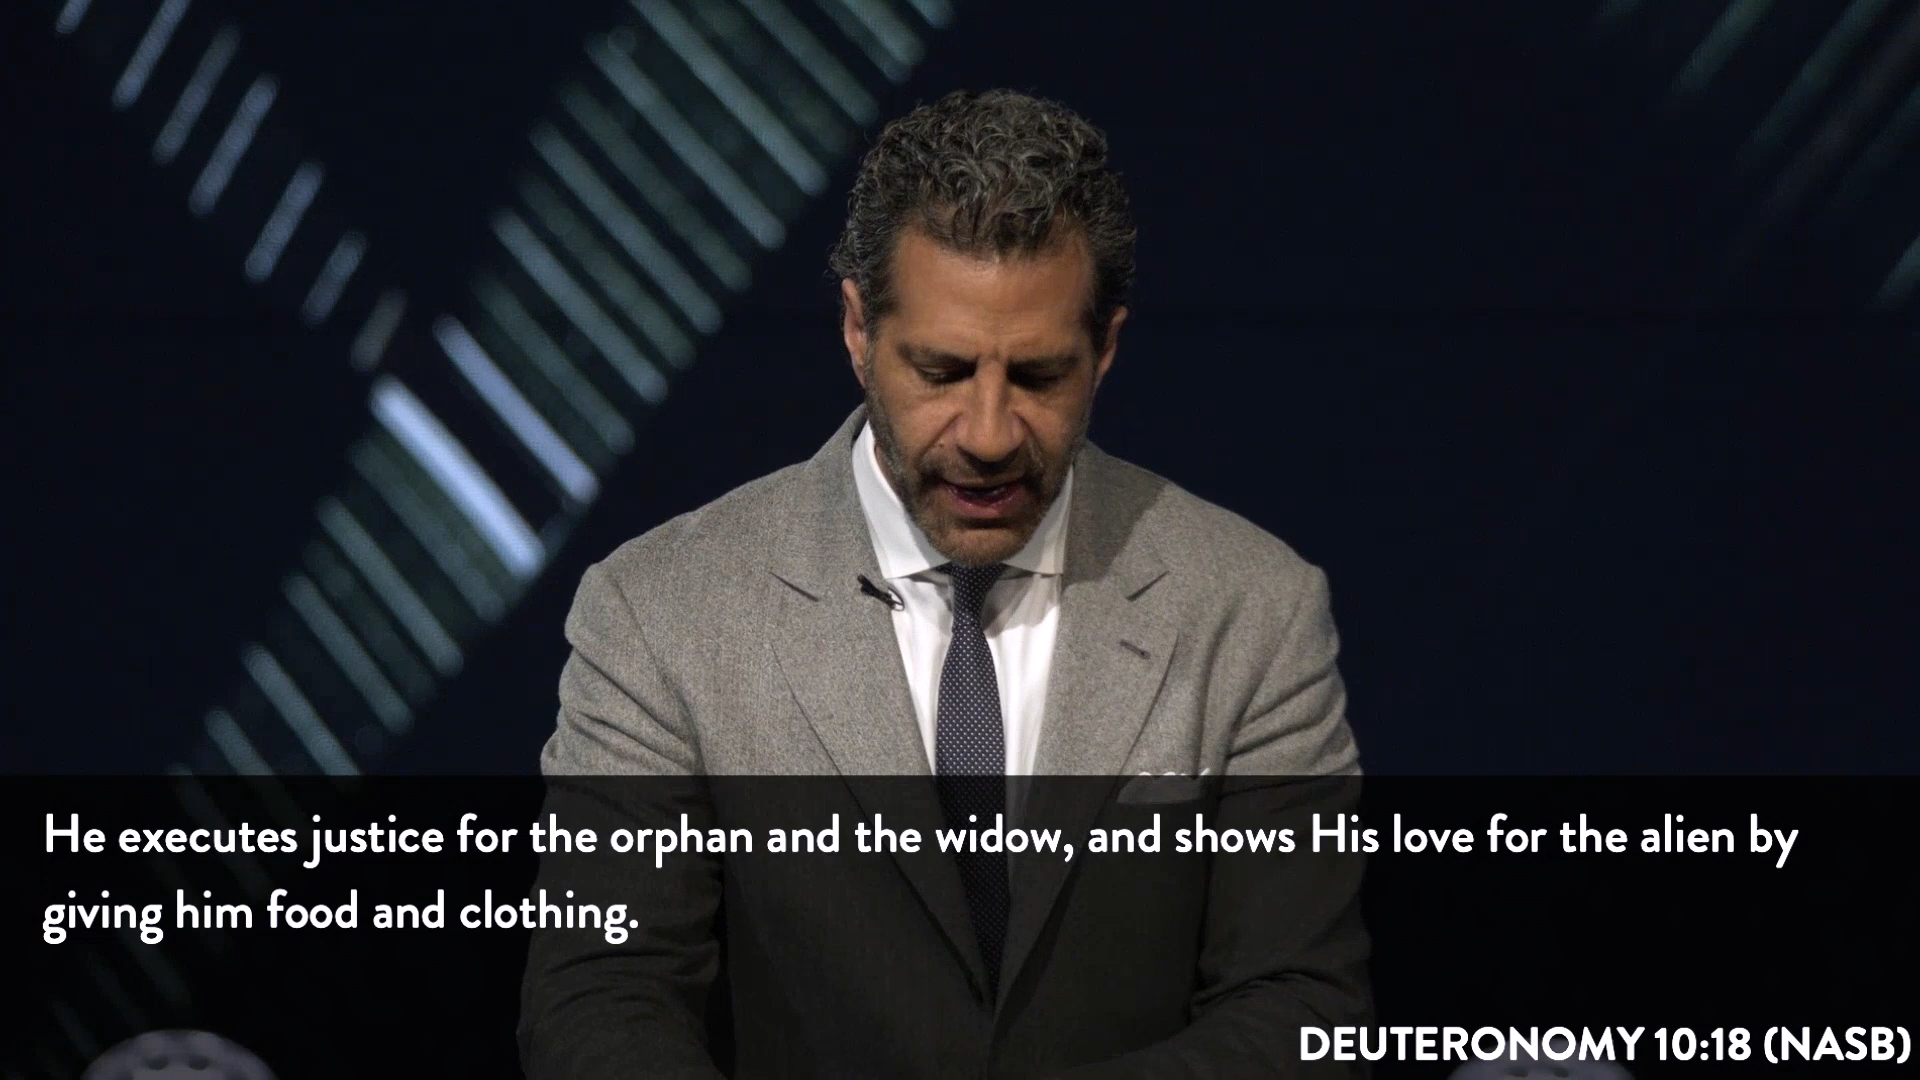 He executes justice for the orphan and the widow, and shows His love for the alien by
giving him food and clothing.
DEUTERONOMY 10:18 (NASB)